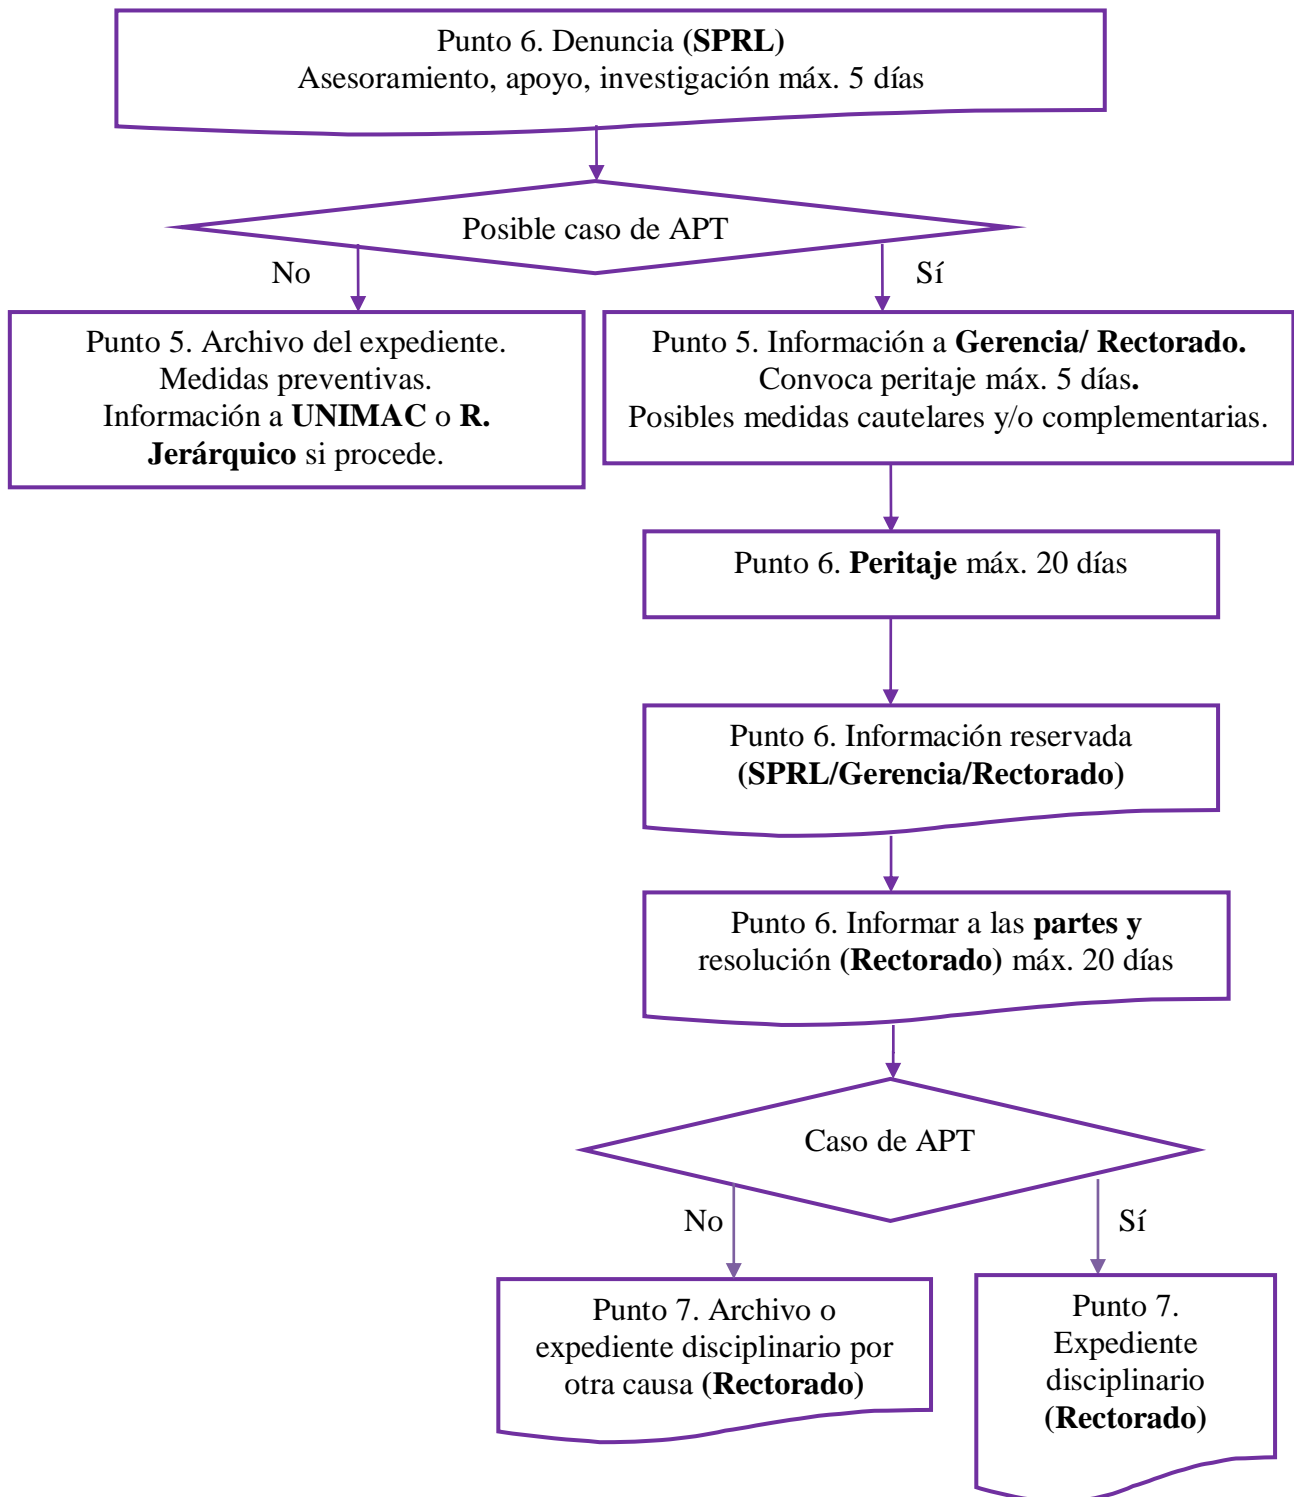 Punto 6. Denuncia (SPRL)
Asesoramiento, apoyo, investigación máx. 5 días
Posible caso de APT
No
Sí
Punto 5. Archivo del expediente.
Medidas preventivas.
Información a UNIMAC o R.
Jerárquico si procede.
Punto 5. Información a Gerencia/ Rectorado.
Convoca peritaje máx. 5 días.
Posibles medidas cautelares y/o complementarias.
Punto 6. Peritaje máx. 20 días
Punto 6. Información reservada
(SPRL/Gerencia/Rectorado)
Punto 6. Informar a las partes y
resolución (Rectorado) máx. 20 días
Caso de APT
No
Sí
Punto 7. Archivo o
expediente disciplinario por
otra causa (Rectorado)
Punto 7.
Expediente
disciplinario
(Rectorado)